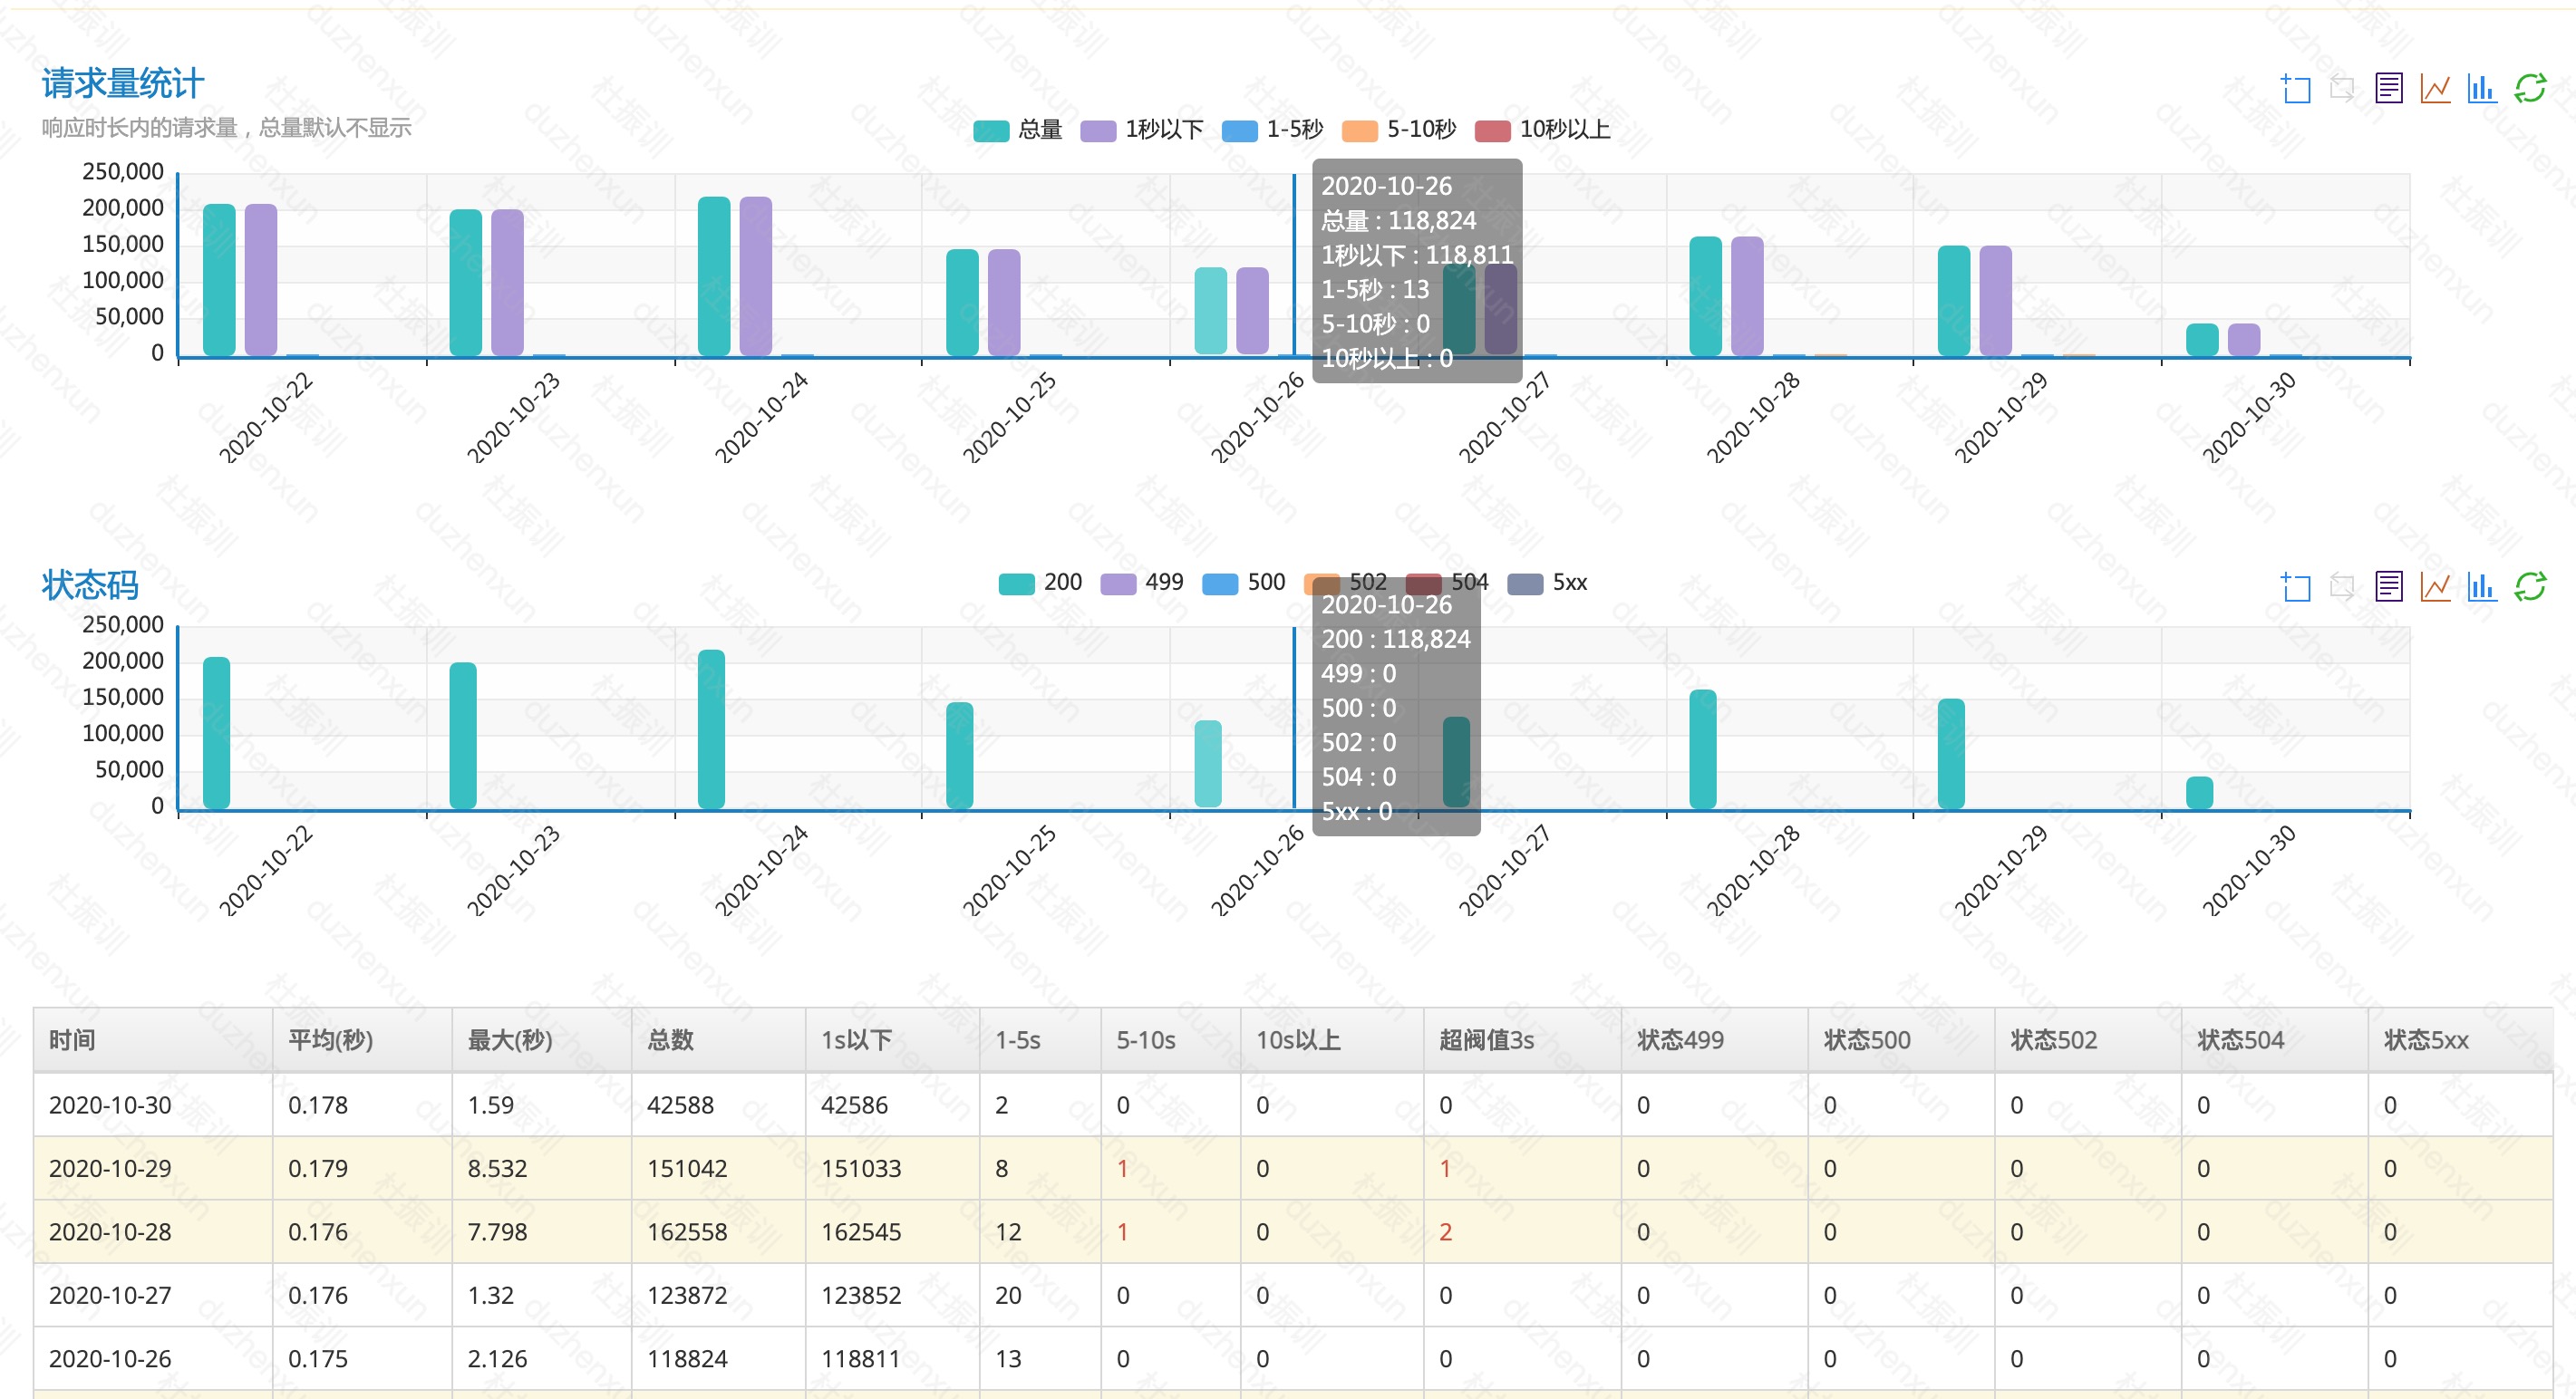 请求量统计
响应时长内的请求量，总量默认不显示
总量 1秒以下 1-5秒 5-10秒 10秒以上
250,000
200,000
150,000
100,000
50,000
0
2020-10-26
总量 : 118,824
1秒以下 : 118,811
1-5秒 : 13
5-10秒 : 0
10秒以上 : 0
2020-10-22 2020-10-23 2020-10-24 2020-10-25 2020-10-26 2020-10-27 2020-10-28 2020-10-29 2020-10-30
状态码
200 499 500 502 504 5xx
250,000
200,000
150,000
100,000
50,000
0
2020-10-26
200 : 118,824
499 : 0
500 : 0
502 : 0
504 : 0
5xx : 0
2020-10-22 2020-10-23 2020-10-24 2020-10-25 2020-10-26 2020-10-27 2020-10-28 2020-10-29 2020-10-30
时间 平均(秒) 最大(秒) 总数 1s以下 1-5s 5-10s 10s以上 超阀值3s 状态499 状态500 状态502 状态504 状态5xx
2020-10-30 0.178 1.59 42588 42586 2 0 0 0 0 0 0 0 0
2020-10-29 0.179 8.532 151042 151033 8 1 0 1 0 0 0 0 0
2020-10-28 0.176 7.798 162558 162545 12 1 0 2 0 0 0 0 0
2020-10-27 0.176 1.32 123872 123852 20 0 0 0 0 0 0 0 0
2020-10-26 0.175 2.126 118824 118811 13 0 0 0 0 0 0 0 0
杜振训
duzhenxun